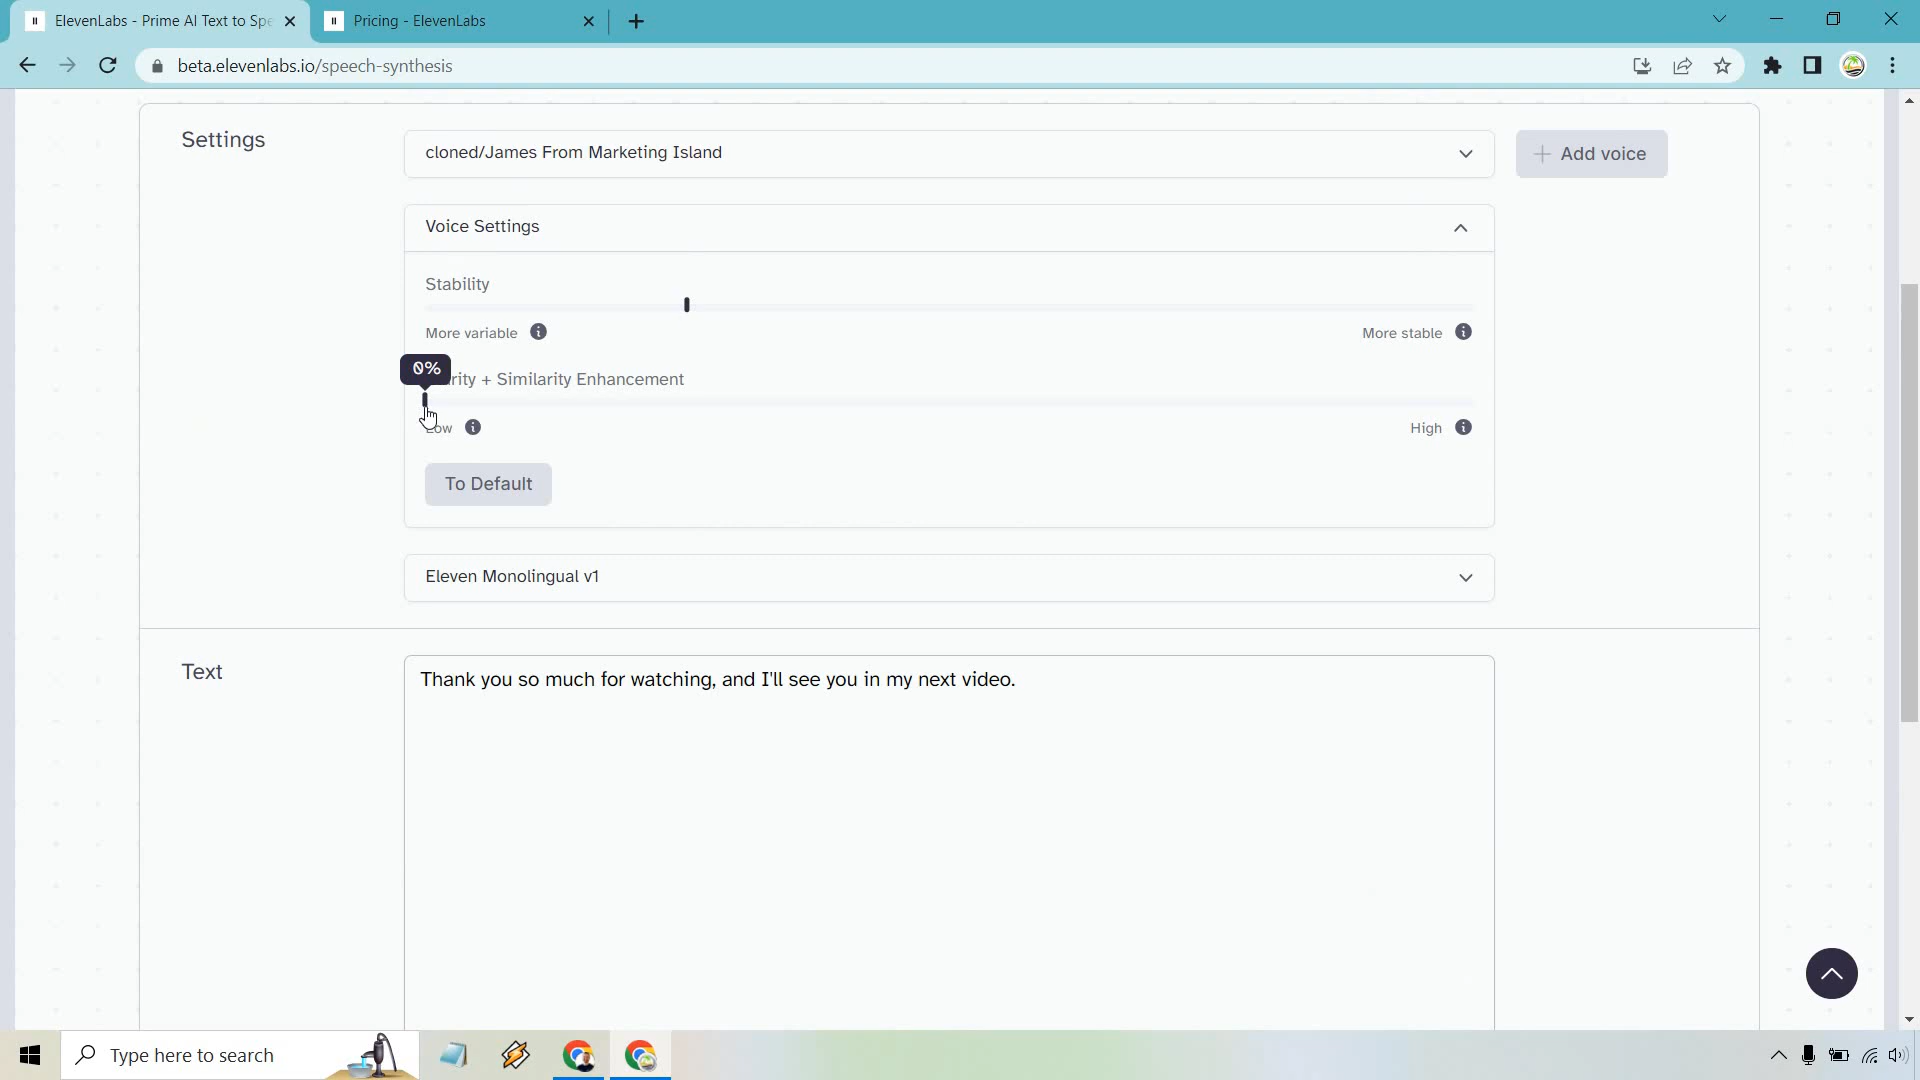 ElevenLabs - Prime AI Text to Spe
Pricing - ElevenLabs
beta.elevenlabs.io/speech-synthesis
Settings
cloned/James From Marketing Island
Add voice
Voice Settings
Stability
More variable
More stable
0%
rity + Similarity Enhancement
Low
High
To Default
Eleven Monolingual v1
Text
Thank you so much for watching, and I'll see you in my next video.
Type here to search